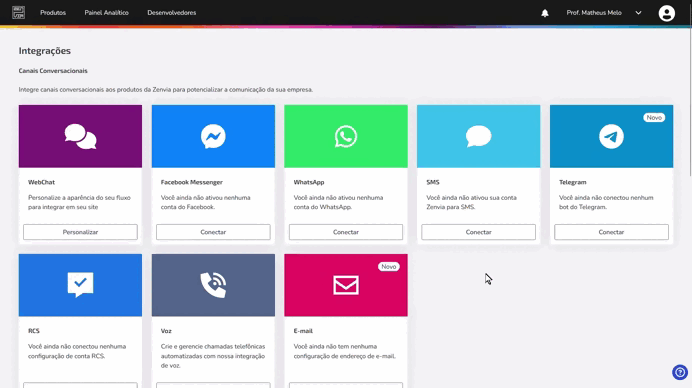 Produtos Painel Analítico Desenvolvedores Prof. Matheus Melo
Integrações
Canais Conversacionais
Integre canais conversacionais aos produtos da Zenvia para potencializar a comunicação da sua empresa.
Novo
WebChat
Personalize a aparência do seu fluxo
para integrar em seu site
Personalizar
Facebook Messenger
Você ainda não ativou nenhuma
conta do Facebook.
Conectar
WhatsApp
Você ainda não ativou nenhuma
conta do WhatsApp.
Conectar
SMS
Você ainda não ativou sua conta
Zenvia para SMS.
Conectar
Telegram
Você ainda não conectou nenhum
bot do Telegram.
Conectar
RCS
Você ainda não conectou nenhuma
configuração de conta RCS.
Voz
Crie e gerencie chamadas telefônicas
automatizadas com nossa integração
de voz.
Novo
E-mail
Você ainda não tem nenhuma
configuração de endereço de e-mail.